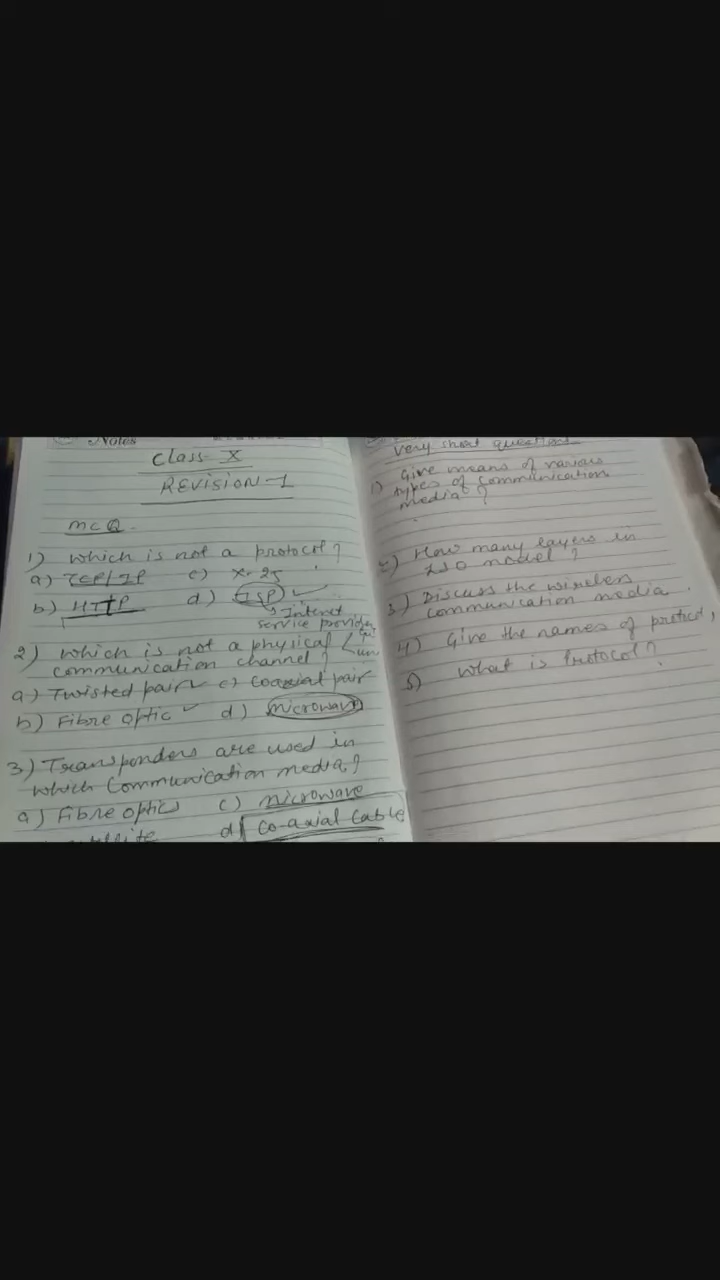 Notes
Class X
REVISION-1
MCQ.
1) which is not a protocol?
a) TCP/IP c) X-25
b) HTTP d) ISP
Internet
service provider
2) which is not a physical
communication channel?
a) Twisted pair c) Coaxial pair
b) Fibre optic d) microwave
3) Transponders are used in
which Communication media?
a) Fibre optics c) microwave
d) Co-axial Cable
very short questions
1) Give means of various
types of communication
media?
2) How many layers in
ISO model?
3) Discuss the wireless
communication media.
4) Give the names of
5) What is Protocol?